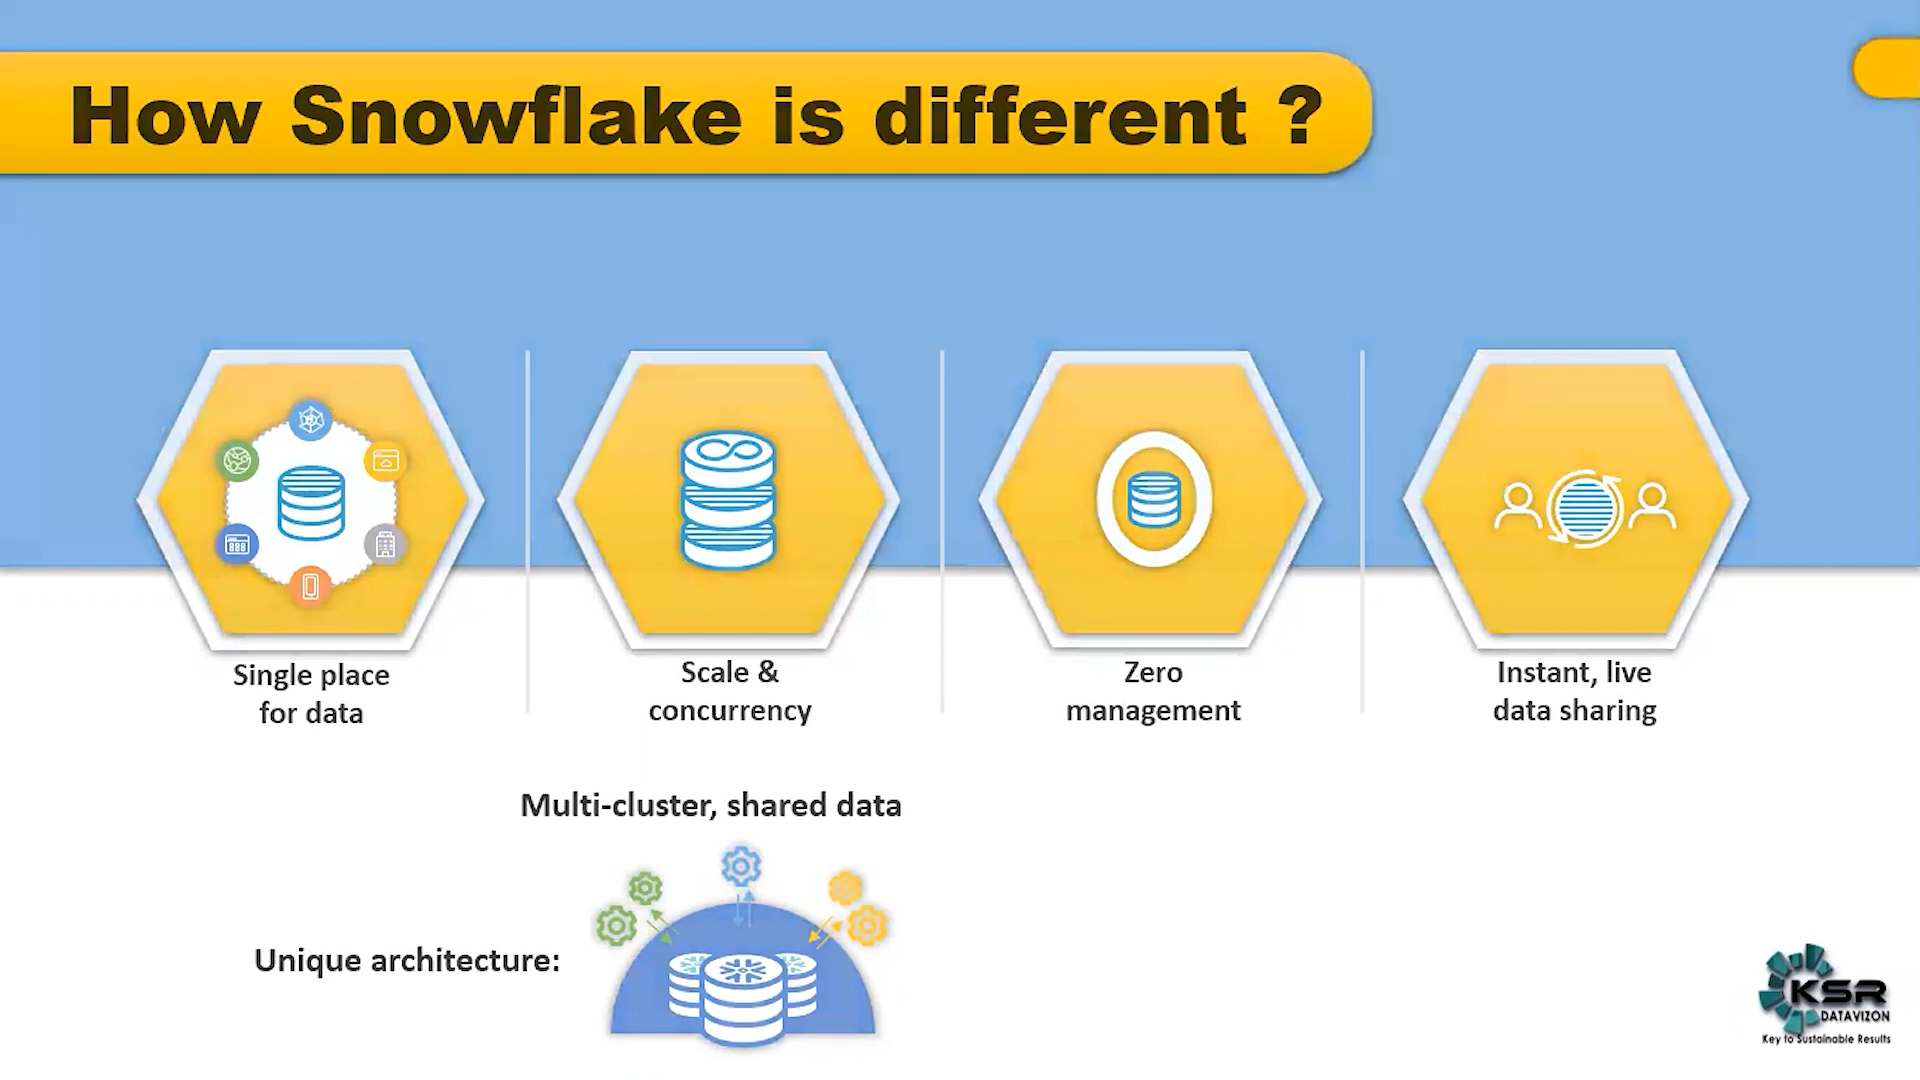 How Snowflake is different ?
Single place
for data
Scale &
concurrency
Zero
management
Instant, live
data sharing
Multi-cluster, shared data
Unique architecture:
KSR
DATAVIZON
Key to Sustainable Results